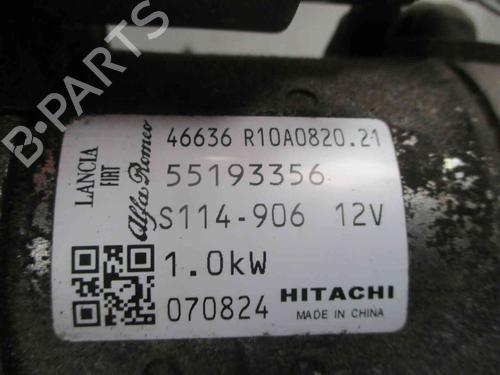 LANCIA
FIAT
Alfa Romeo
46636 R10A0820.21
55193356
S114-906 12V
1.0kW
070824 HITACHI
MADE IN CHINA
B-PARTS